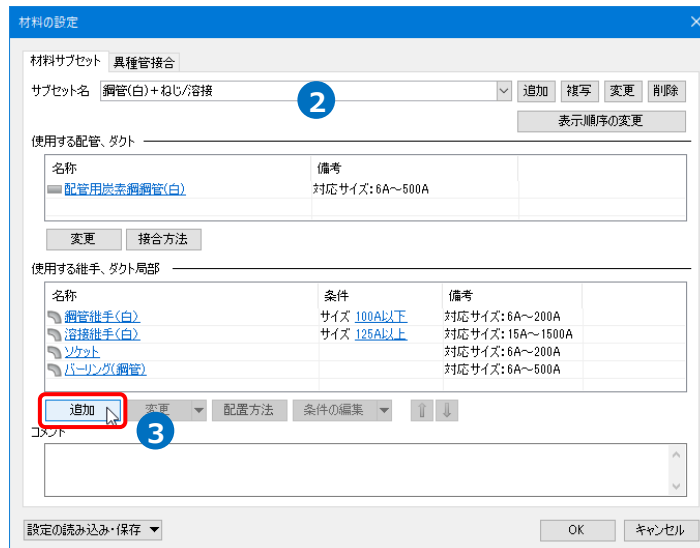 材料の設定
材料サブセット 異種管接合
サブセット名 鋼管(白)+ねじ/溶接 追加 複写 変更 削除
2
表示順序の変更
使用する配管、ダクト
名称 備考
配管用炭素鋼鋼管(白) 対応サイズ:6A～500A
変更 接合方法
使用する継手、ダクト局部
名称 条件 備考
鋼管継手(白) サイズ 100A以下 対応サイズ:6A～200A
溶接継手(白) サイズ 125A以上 対応サイズ:15A～1500A
ソケット 対応サイズ:6A～200A
バーリング(鋼管) 対応サイズ:6A～500A
追加 変更 配置方法 条件の編集
3
コメント
設定の読み込み・保存 OK キャンセル